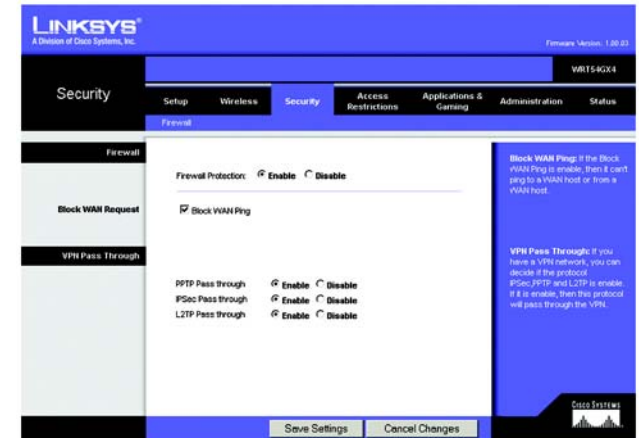 LINKSYS®
A Division of Cisco Systems, Inc.
Firmware Version: 1.00.03
WRT54GX4
Security
Setup Wireless Security Access Restrictions Applications & Gaming Administration Status
Firewall
Firewall
Firewall Protection: Enable Disable
Block WAN Request
Block WAN Ping
VPN Pass Through
PPTP Pass through Enable Disable
IPSec Pass through Enable Disable
L2TP Pass through Enable Disable
Block WAN Ping: If the Block
WAN Ping is enable, then it can't
ping to a WAN host or from a
WAN host.
VPN Pass Through: If you
have a VPN network, you can
decide if the protocol
IPSec,PPTP and L2TP is enable.
If it is enable, then this protocol
will pass through the VPN.
Save Settings Cancel Changes
CISCO SYSTEMS